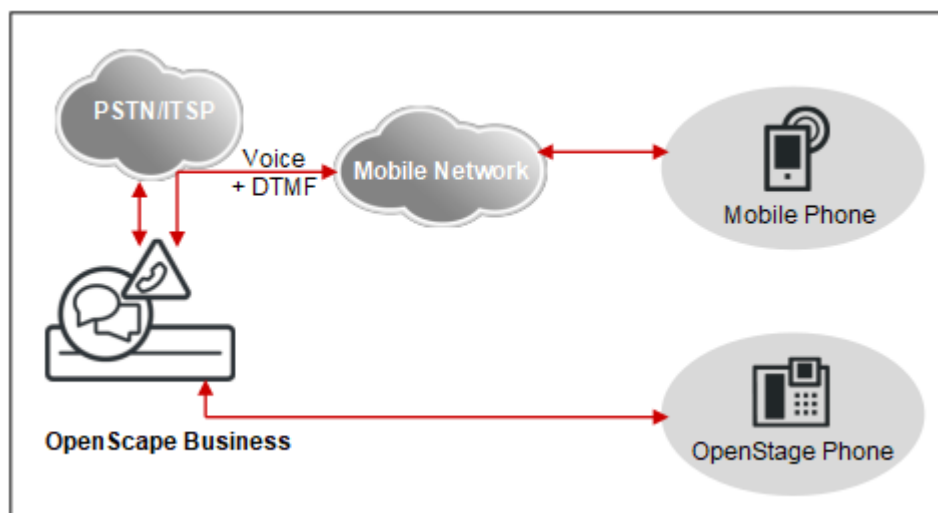 PSTN/ITSP
Voice
+ DTMF
Mobile Network
Mobile Phone
OpenScape Business
OpenStage Phone